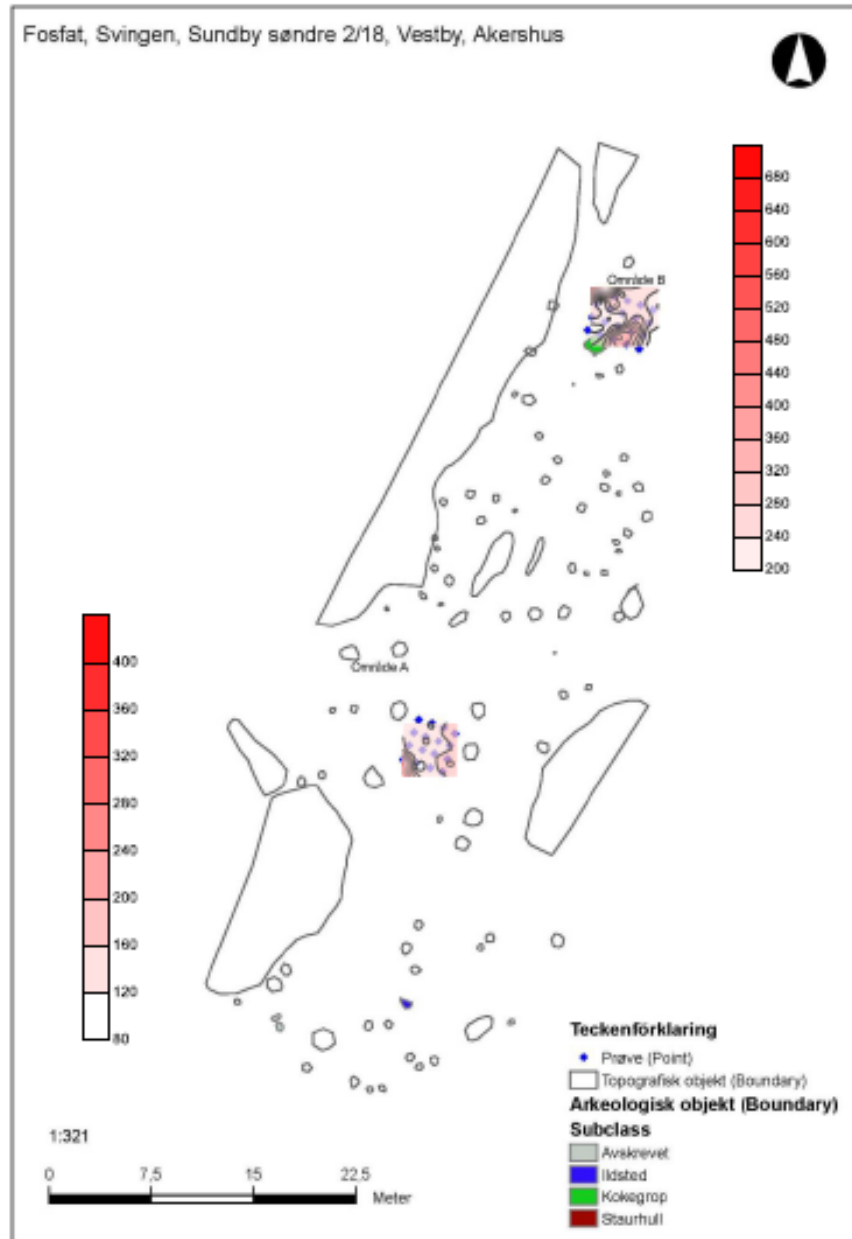 Fosfat, Svingen, Sundby søndre 2/18, Vestby, Akershus
680
640
600
560
520
480
440
400
360
320
280
240
200
Område B
Område A
400
360
320
280
240
200
160
120
80
Teckenförklaring
Prøve (Point)
Topografisk objekt (Boundary)
Arkeologisk objekt (Boundary)
Subclass
Avskrevet
Ildsted
Kokegrop
Staurhull
1:321
0 7,5 15 22,5
Meter